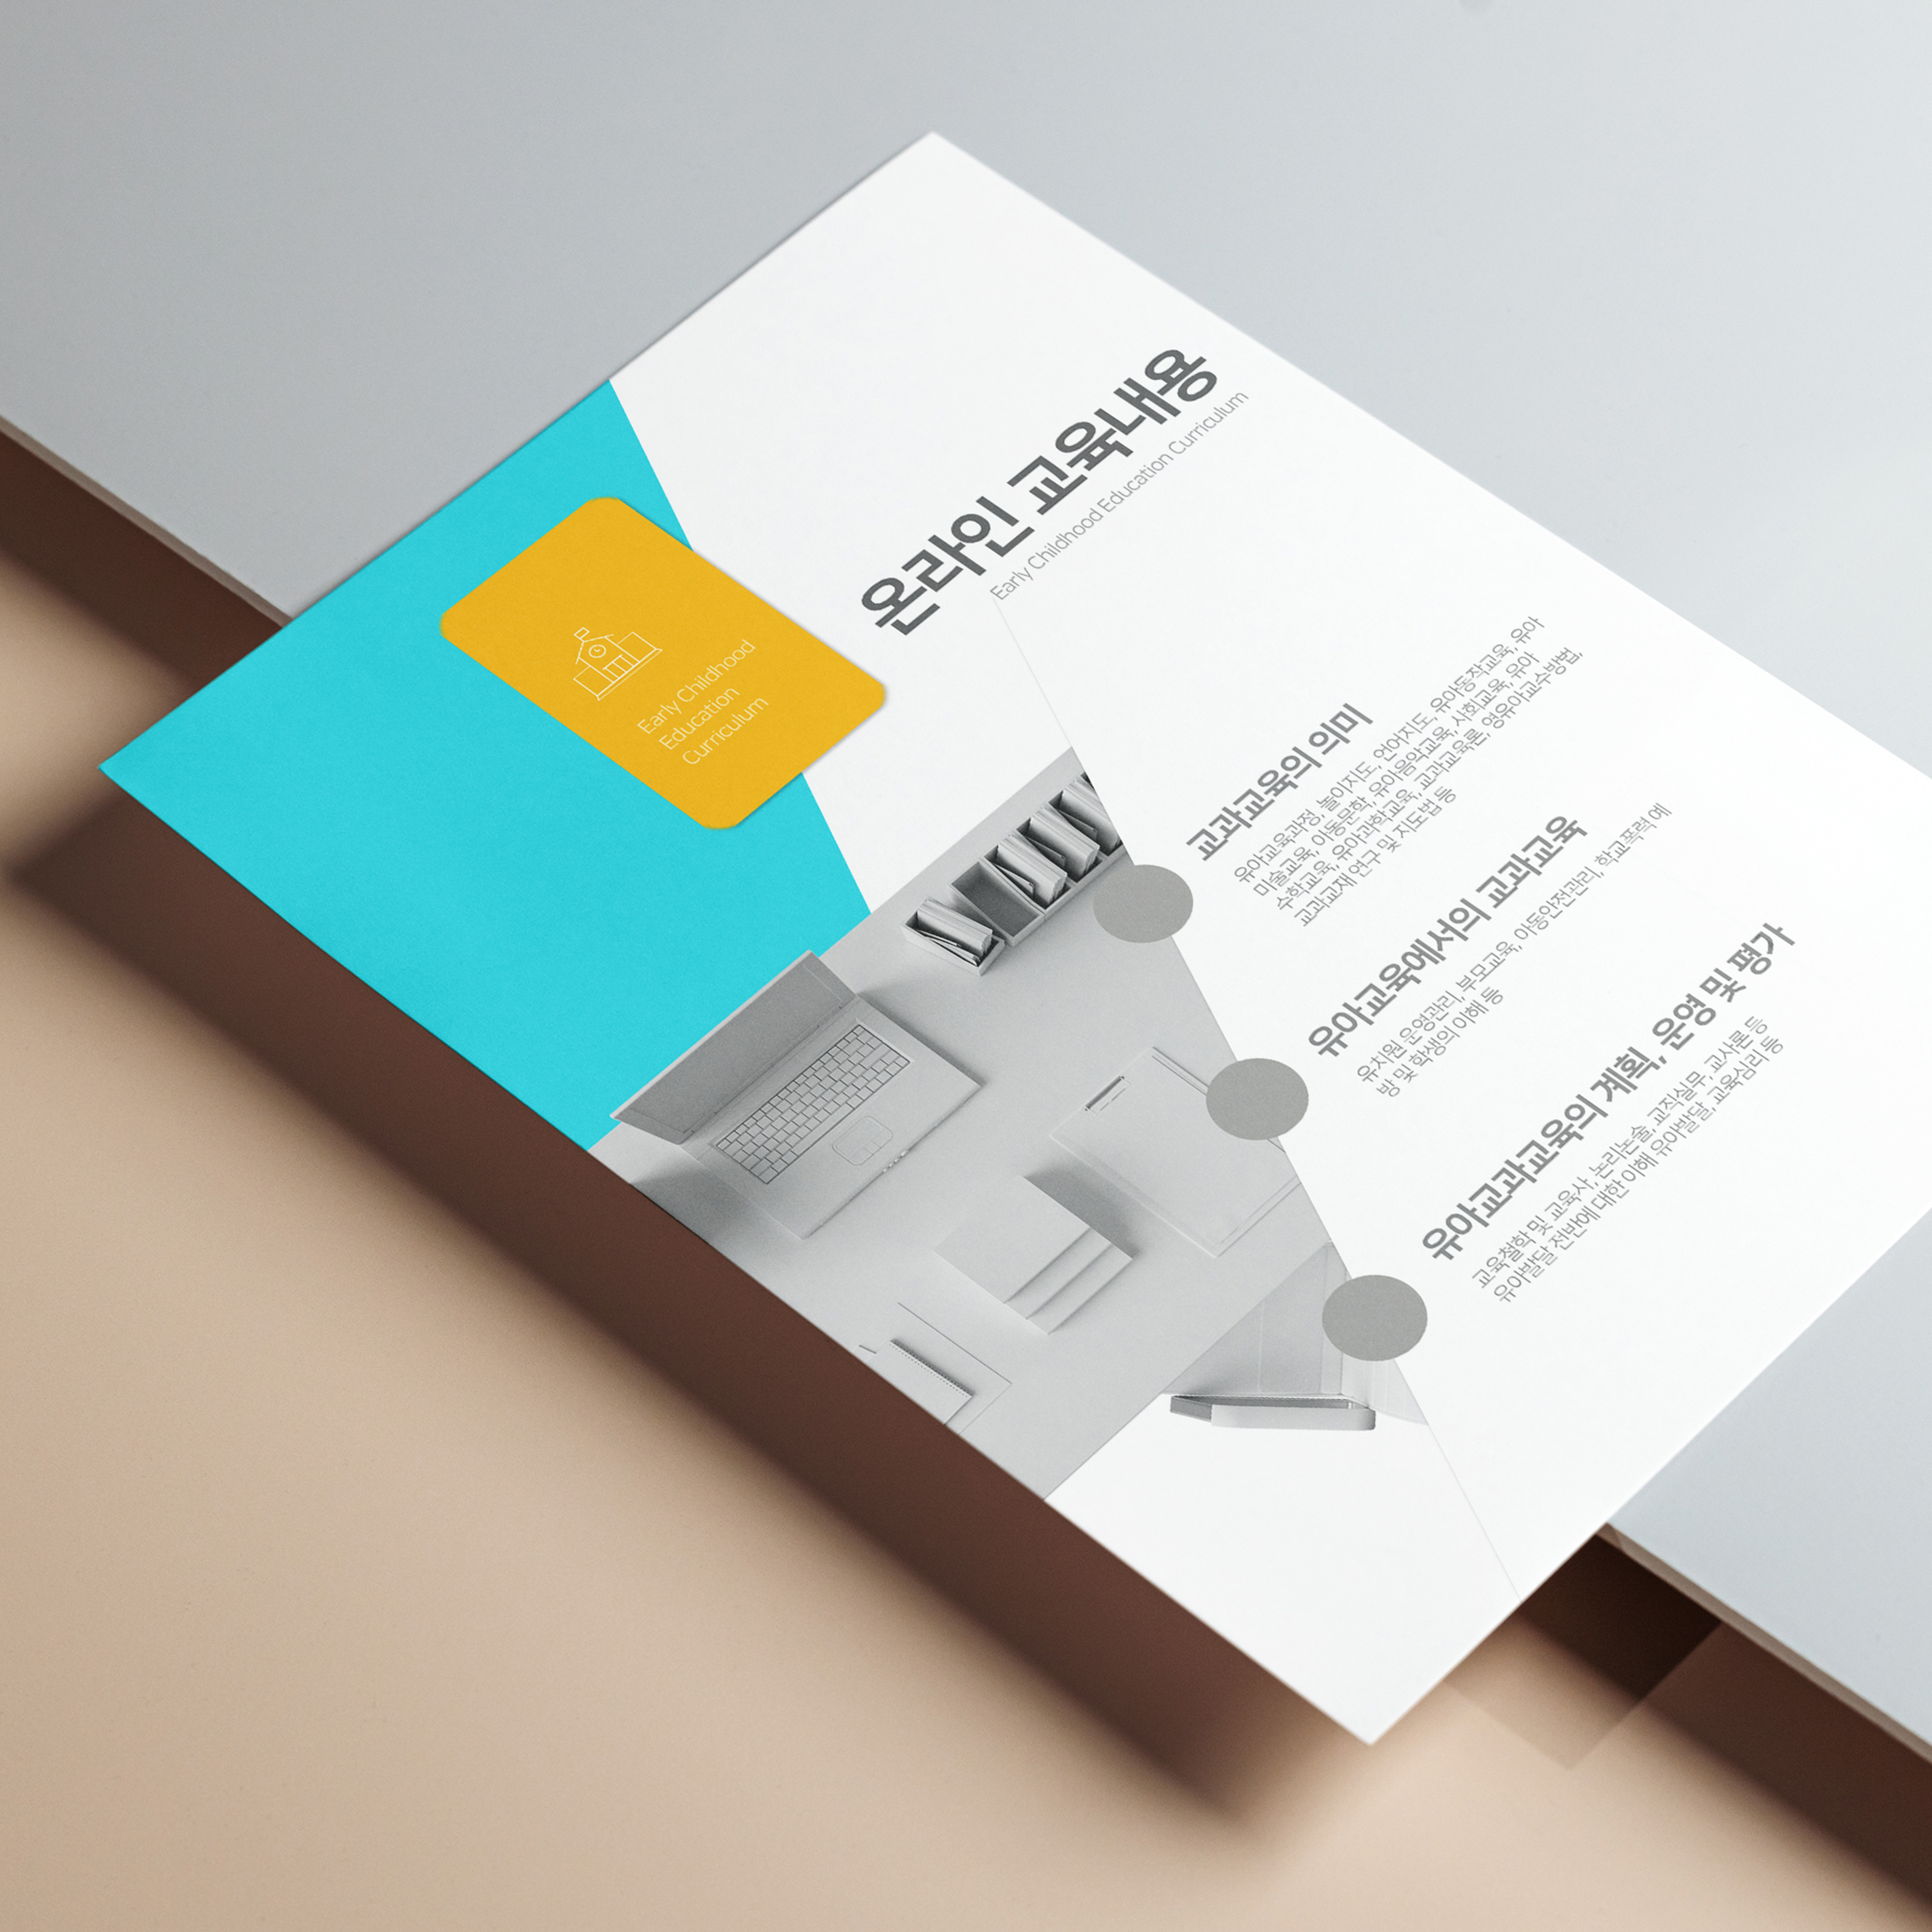 온라인 교육내용
Early Childhood Education Curriculum
Early Childhood
Education
Curriculum
교과교육의 의미
유아교육과정, 놀이지도, 언어지도, 유아동작교육, 유아
미술교육, 아동문학, 유아음악교육, 사회교육, 유아
수학교육, 유아과학교육, 교과교육론, 영유아교수방법,
교과교재 연구 및 지도법 등
유아교육에서의 교과교육
유치원 운영관리, 부모교육, 아동안전관리, 학교폭력 예
방 및 학생의 이해 등
유아교과교육의 계획, 운영 및 평가
교육철학 및 교육사, 논리논술, 교직실무, 교사론 등
유아발달 전반에 대한 이해 유아발달, 교육심리 등